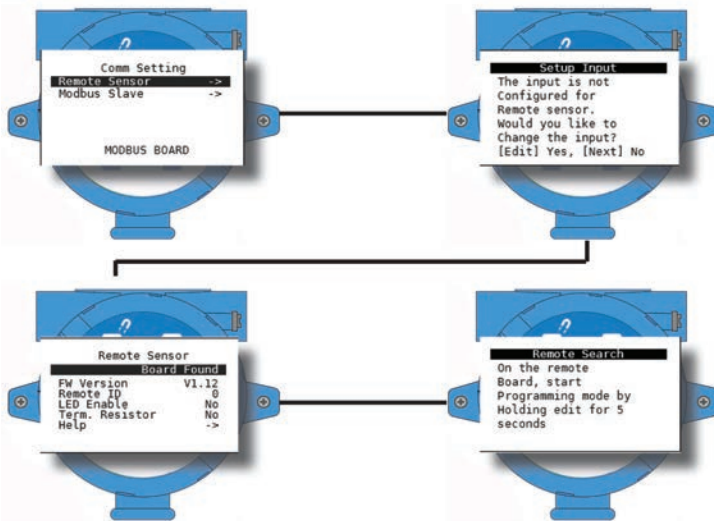 Comm Setting
Remote Sensor ->
Modbus Slave ->
MODBUS BOARD
Setup Input
The input is not
Configured for
Remote sensor.
Would you like to
Change the input?
[Edit] Yes, [Next] No
Remote Sensor
Board Found
FW Version V1.12
Remote ID 0
LED Enable No
Term. Resistor No
Help ->
Remote Search
On the remote
Board, start
Programming mode by
Holding edit for 5
seconds